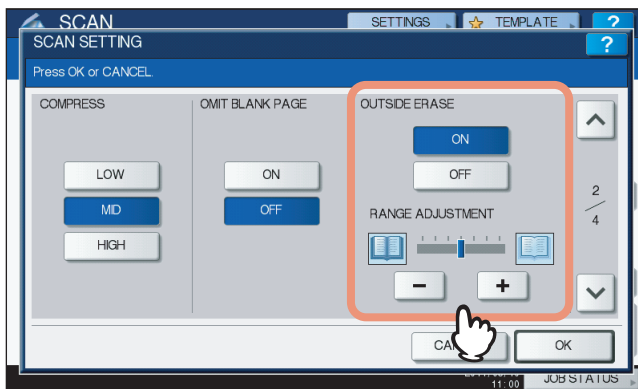 SCAN
SETTINGS
TEMPLATE
?
SCAN SETTING
?
Press OK or CANCEL.
COMPRESS
LOW
MID
HIGH
OMIT BLANK PAGE
ON
OFF
OUTSIDE ERASE
ON
OFF
RANGE ADJUSTMENT
-
+
2
4
OK
11:00
JOB STATUS